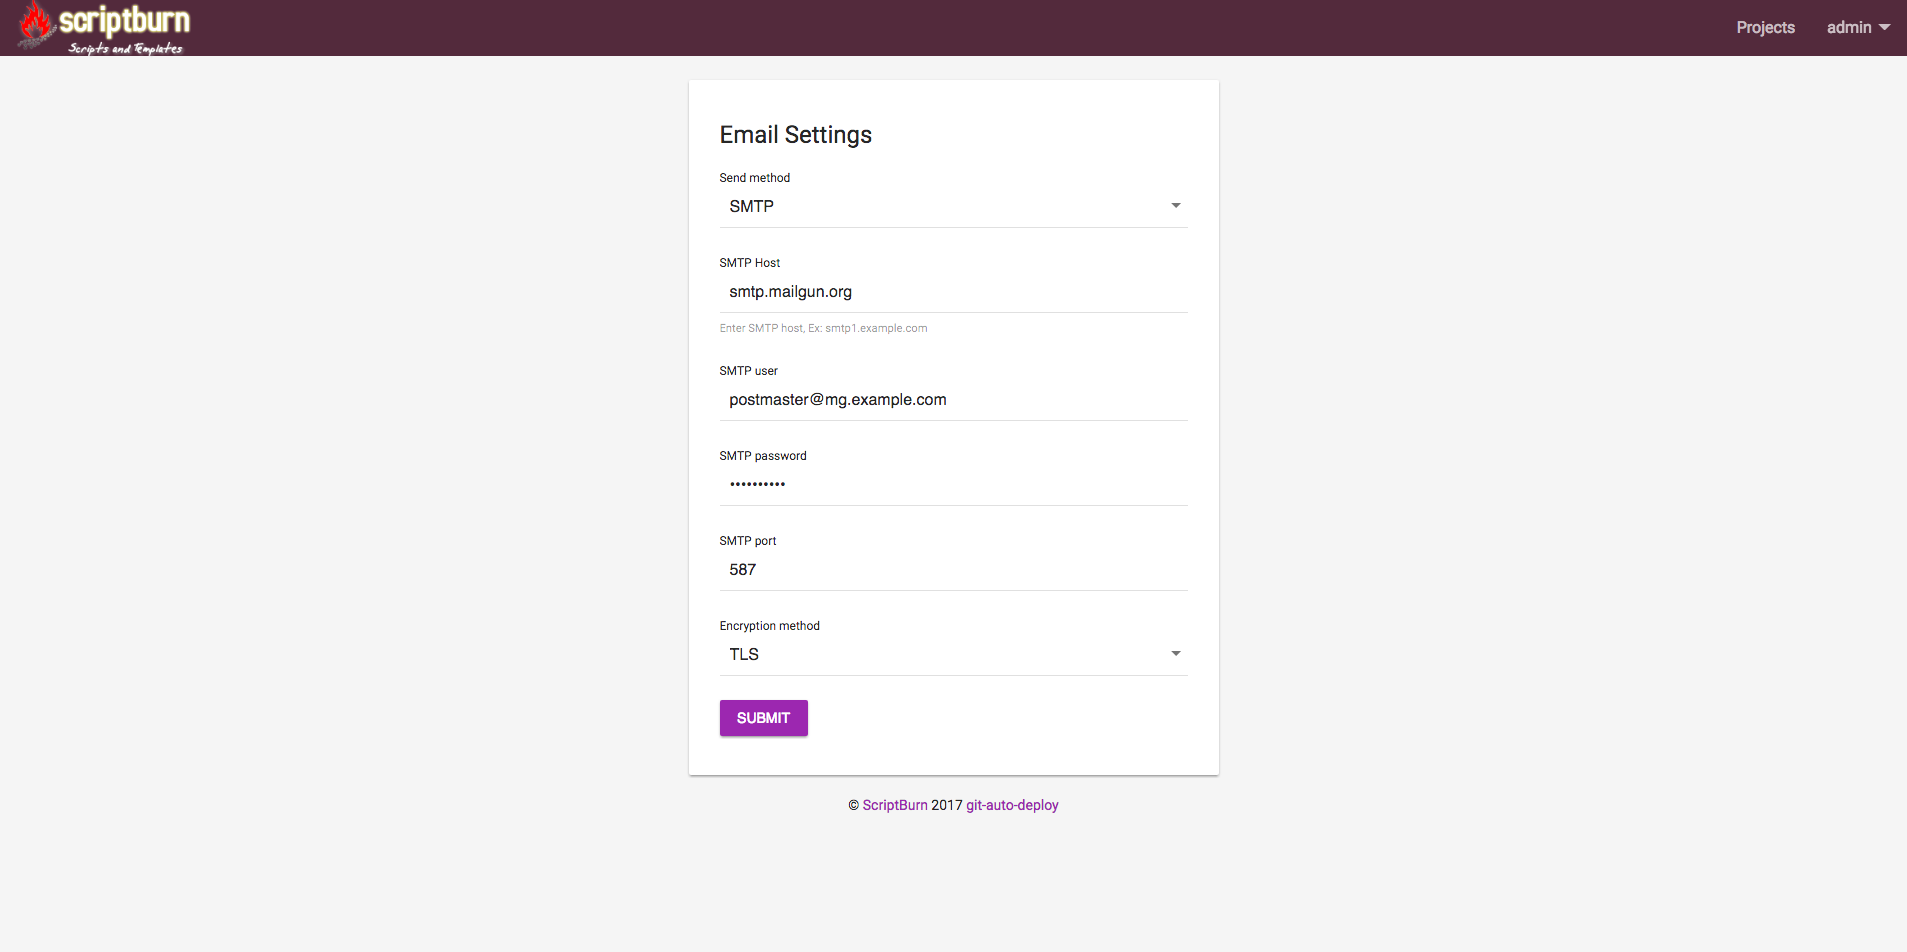 scriptburn
Scripts and Templates
Projects
admin
Email Settings
Send method
SMTP
SMTP Host
smtp.mailgun.org
Enter SMTP host, Ex: smtp1.example.com
SMTP user
postmaster@mg.example.com
SMTP password
••••••••••
SMTP port
587
Encryption method
TLS
SUBMIT
© ScriptBurn 2017 git-auto-deploy